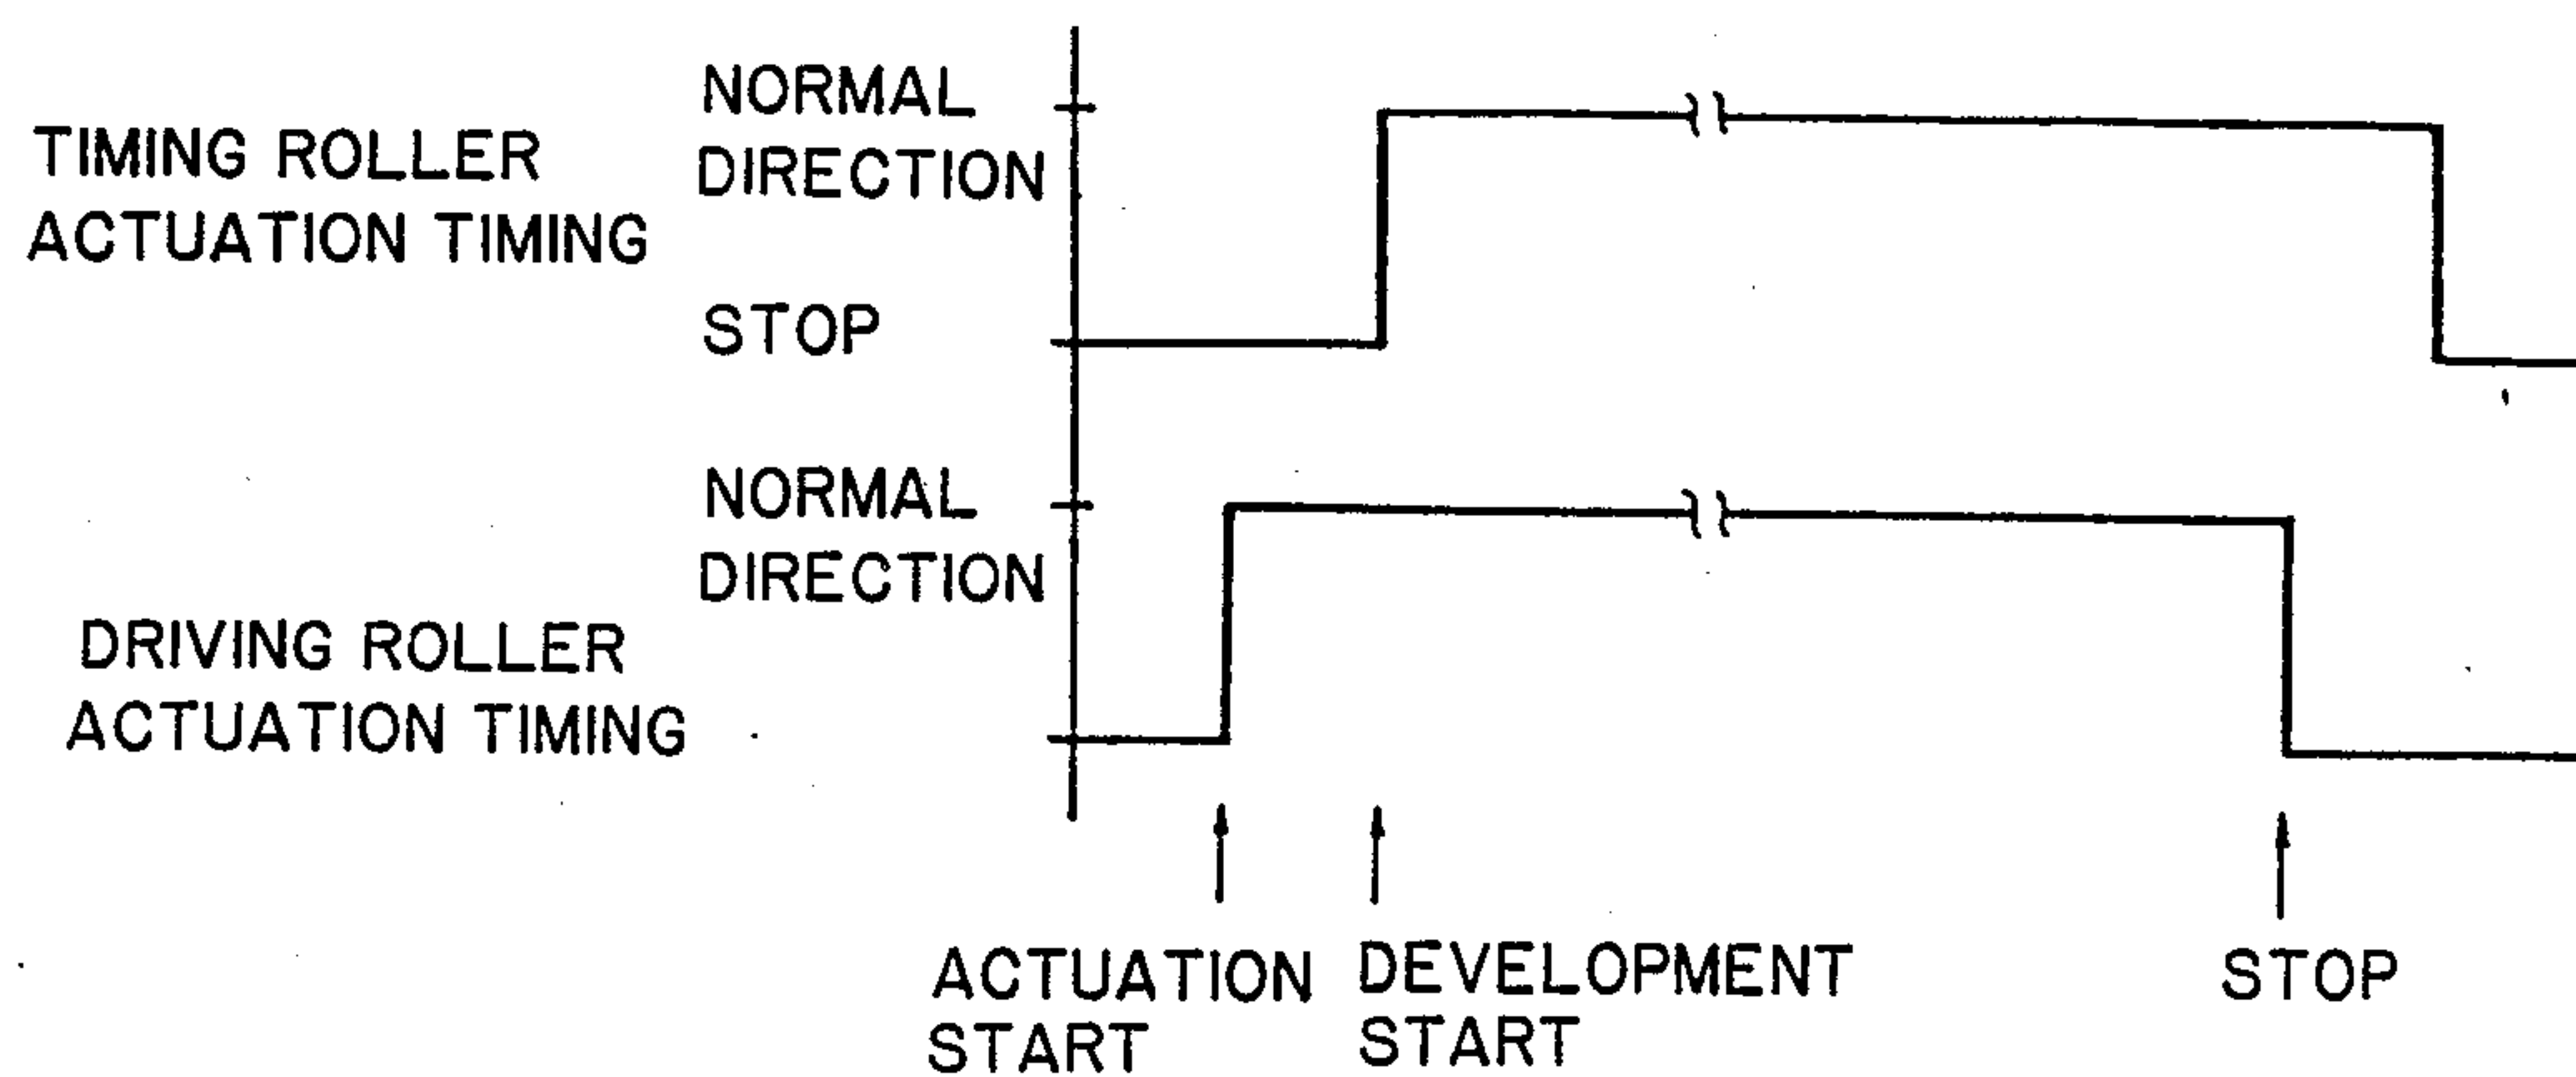 NORMAL
DIRECTION
TIMING ROLLER
ACTUATION TIMING
STOP
NORMAL
DIRECTION
DRIVING ROLLER
ACTUATION TIMING
ACTUATION
START
DEVELOPMENT
START
STOP